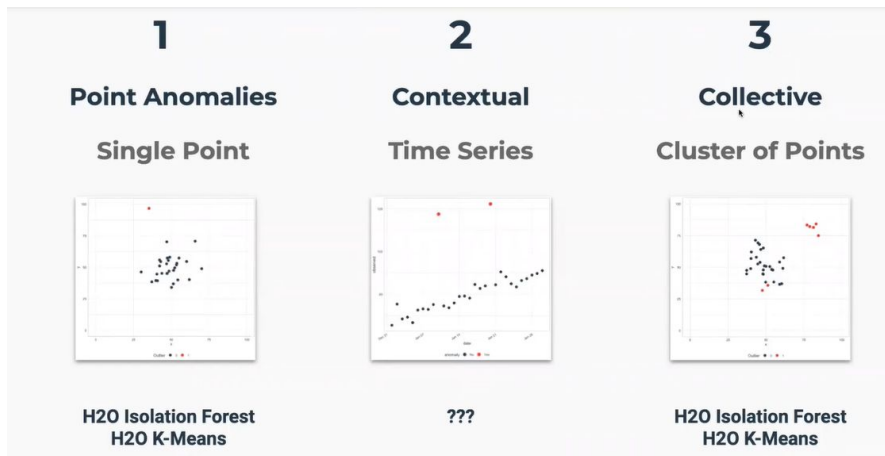 1
Point Anomalies
Single Point
H2O Isolation Forest
H2O K-Means
2
Contextual
Time Series
???
3
Collective
Cluster of Points
H2O Isolation Forest
H2O K-Means